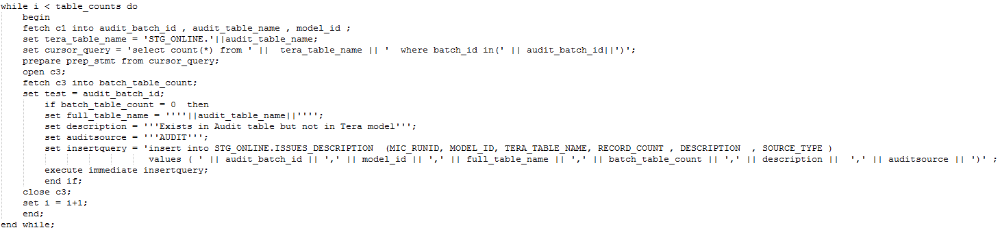 while i < table_counts do
begin
fetch c1 into audit_batch_id , audit_table_name , model_id ;
set tera_table_name = 'STG_ONLINE.'||audit_table_name;
set cursor_query = 'select count(*) from ' ||  tera_table_name || '  where batch_id in(' || audit_batch_id||')';
prepare prep_stmt from cursor_query;
open c3;
fetch c3 into batch_table_count;
set test = audit_batch_id;
if batch_table_count = 0  then
set full_table_name = ''''||audit_table_name||'''';
set description = '''Exists in Audit table but not in Tera model''';
set auditsource = '''AUDIT''';
set insertquery = 'insert into STG_ONLINE.ISSUES_DESCRIPTION  (MIC_RUNID, MODEL_ID, TERA_TABLE_NAME, RECORD_COUNT , DESCRIPTION  , SOURCE_TYPE )
values ( ' || audit_batch_id || ',' || model_id || ',' || full_table_name || ',' || batch_table_count || ',' || description ||  ',' || auditsource || ')' ;
execute immediate insertquery;
end if;
close c3;
set i = i+1;
end;
end while;